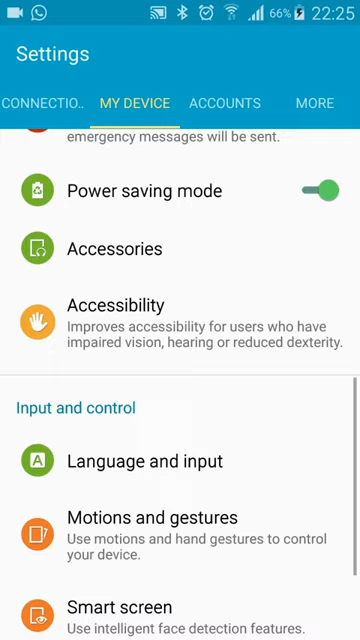 66% 22:25
Settings
CONNECTIO.. MY DEVICE ACCOUNTS MORE
emergency messages will be sent.
Power saving mode
Accessories
Accessibility
Improves accessibility for users who have
impaired vision, hearing or reduced dexterity.
Input and control
A Language and input
Motions and gestures
Use motions and hand gestures to control
your device.
Smart screen
Use intelligent face detection features.